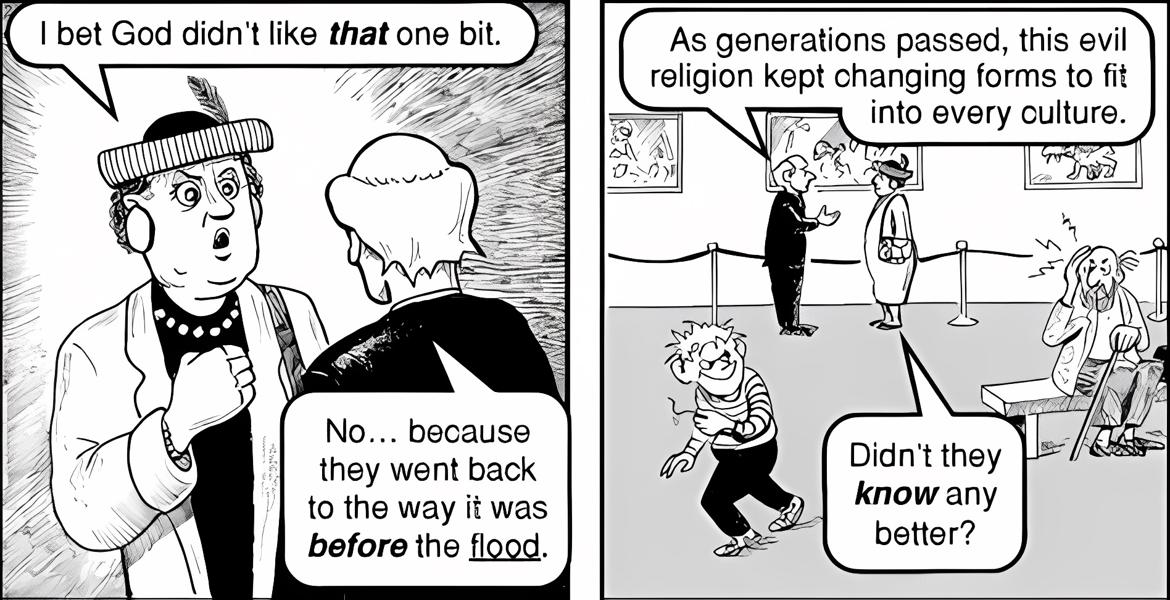 I bet God didn't like that one bit.
No... because
they went back
to the way it was
before the flood.
As generations passed, this evil
religion kept changing forms to fit
into every culture.
Didn't they
know any
better?